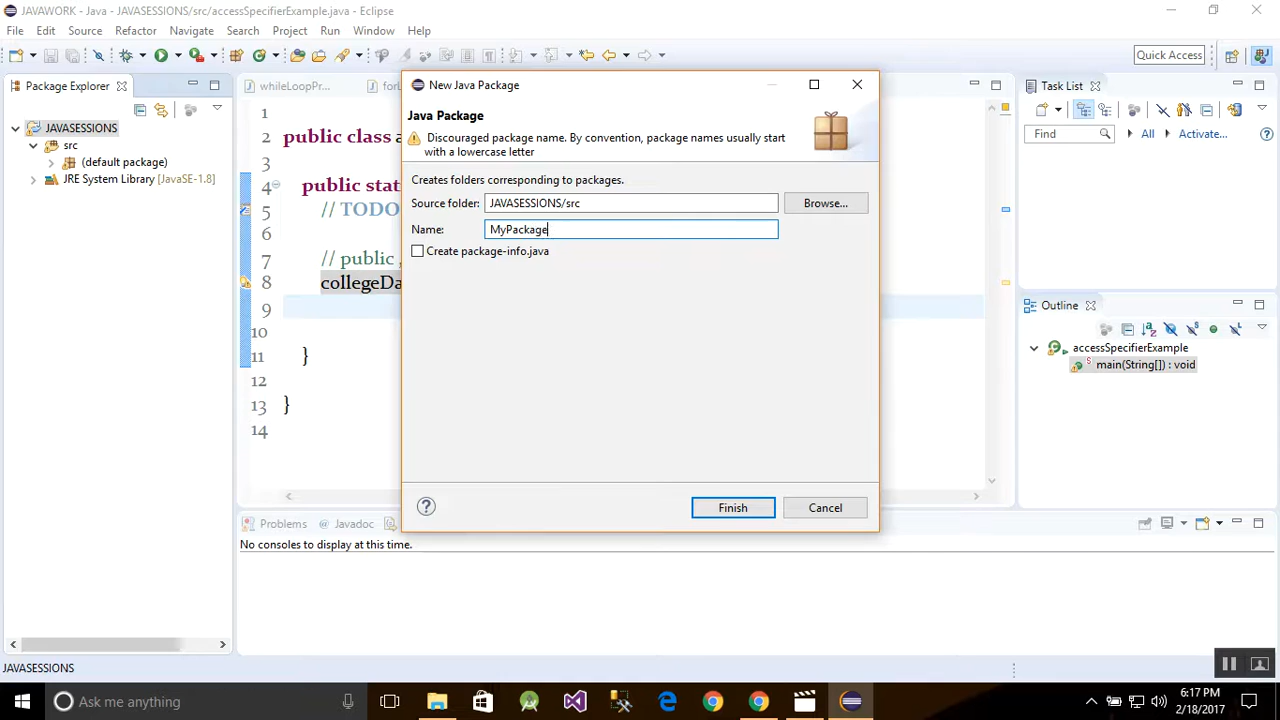 JAVAWORK - Java - JAVASESSIONS/src/accessSpecifierExample.java - Eclipse
File Edit Source Refactor Navigate Search Project Run Window Help
Quick Access
Package Explorer
JAVASESSIONS
src
(default package)
JRE System Library [JavaSE-1.8]
whileLoopPr...
1
2 public class a
3
4 public stat
5 // TODO
7 // public
8 collegeDa
9
10
11 }
12
13 }
14
New Java Package
Java Package
Discouraged package name. By convention, package names usually start
with a lowercase letter
Creates folders corresponding to packages.
Source folder: JAVASESSIONS/src Browse...
Name: MyPackage
Create package-info.java
? Finish Cancel
Task List
Find All Activate...
Outline
accessSpecifierExample
S main(String[]) : void
Problems @ Javadoc
No consoles to display at this time.
JAVASESSIONS
Ask me anything
6:17 PM
2/18/2017